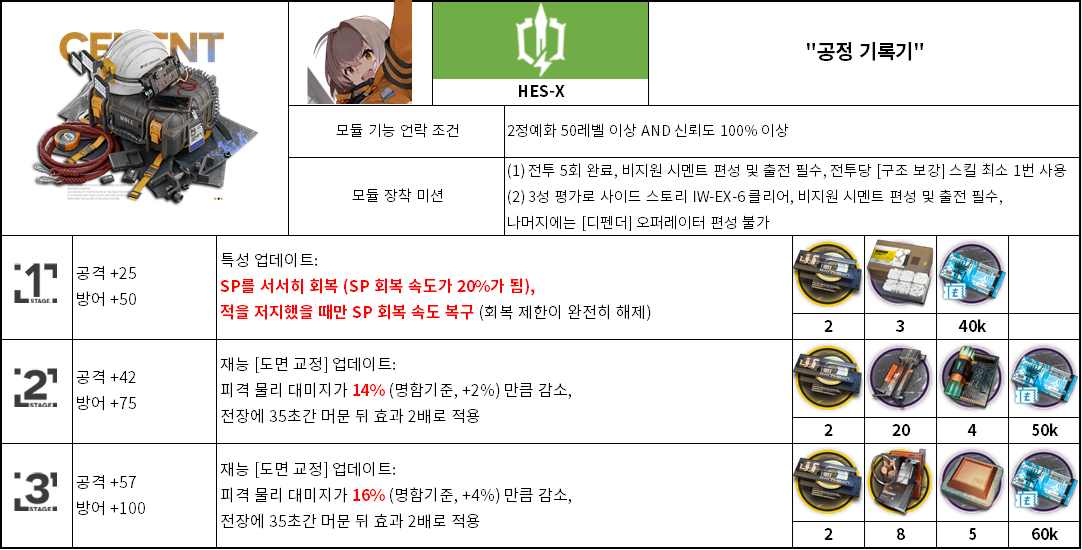 CEMENT
HES-X
"공정 기록기"
모듈 기능 언락 조건
2정예화 50레벨 이상 AND 신뢰도 100% 이상
모듈 장착 미션
(1) 전투 5회 완료, 비지원 시멘트 편성 및 출전 필수, 전투당 [구조 보강] 스킬 최소 1번 사용
(2) 3성 평가로 사이드 스토리 IW-EX-6 클리어, 비지원 시멘트 편성 및 출전 필수,
나머지에는 [디펜더] 오퍼레이터 편성 불가
1
STAGE
공격 +25
방어 +50
특성 업데이트:
SP를 서서히 회복 (SP 회복 속도가 20%가 됨),
적을 저지했을 때만 SP 회복 속도 복구 (회복 제한이 완전히 해제)
2
3
40k
2
STAGE
공격 +42
방어 +75
재능 [도면 교정] 업데이트:
피격 물리 대미지가 14% (명함기준, +2%) 만큼 감소,
전장에 35초간 머문 뒤 효과 2배로 적용
2
20
4
50k
3
STAGE
공격 +57
방어 +100
재능 [도면 교정] 업데이트:
피격 물리 대미지가 16% (명함기준, +4%) 만큼 감소,
전장에 35초간 머문 뒤 효과 2배로 적용
2
8
5
60k